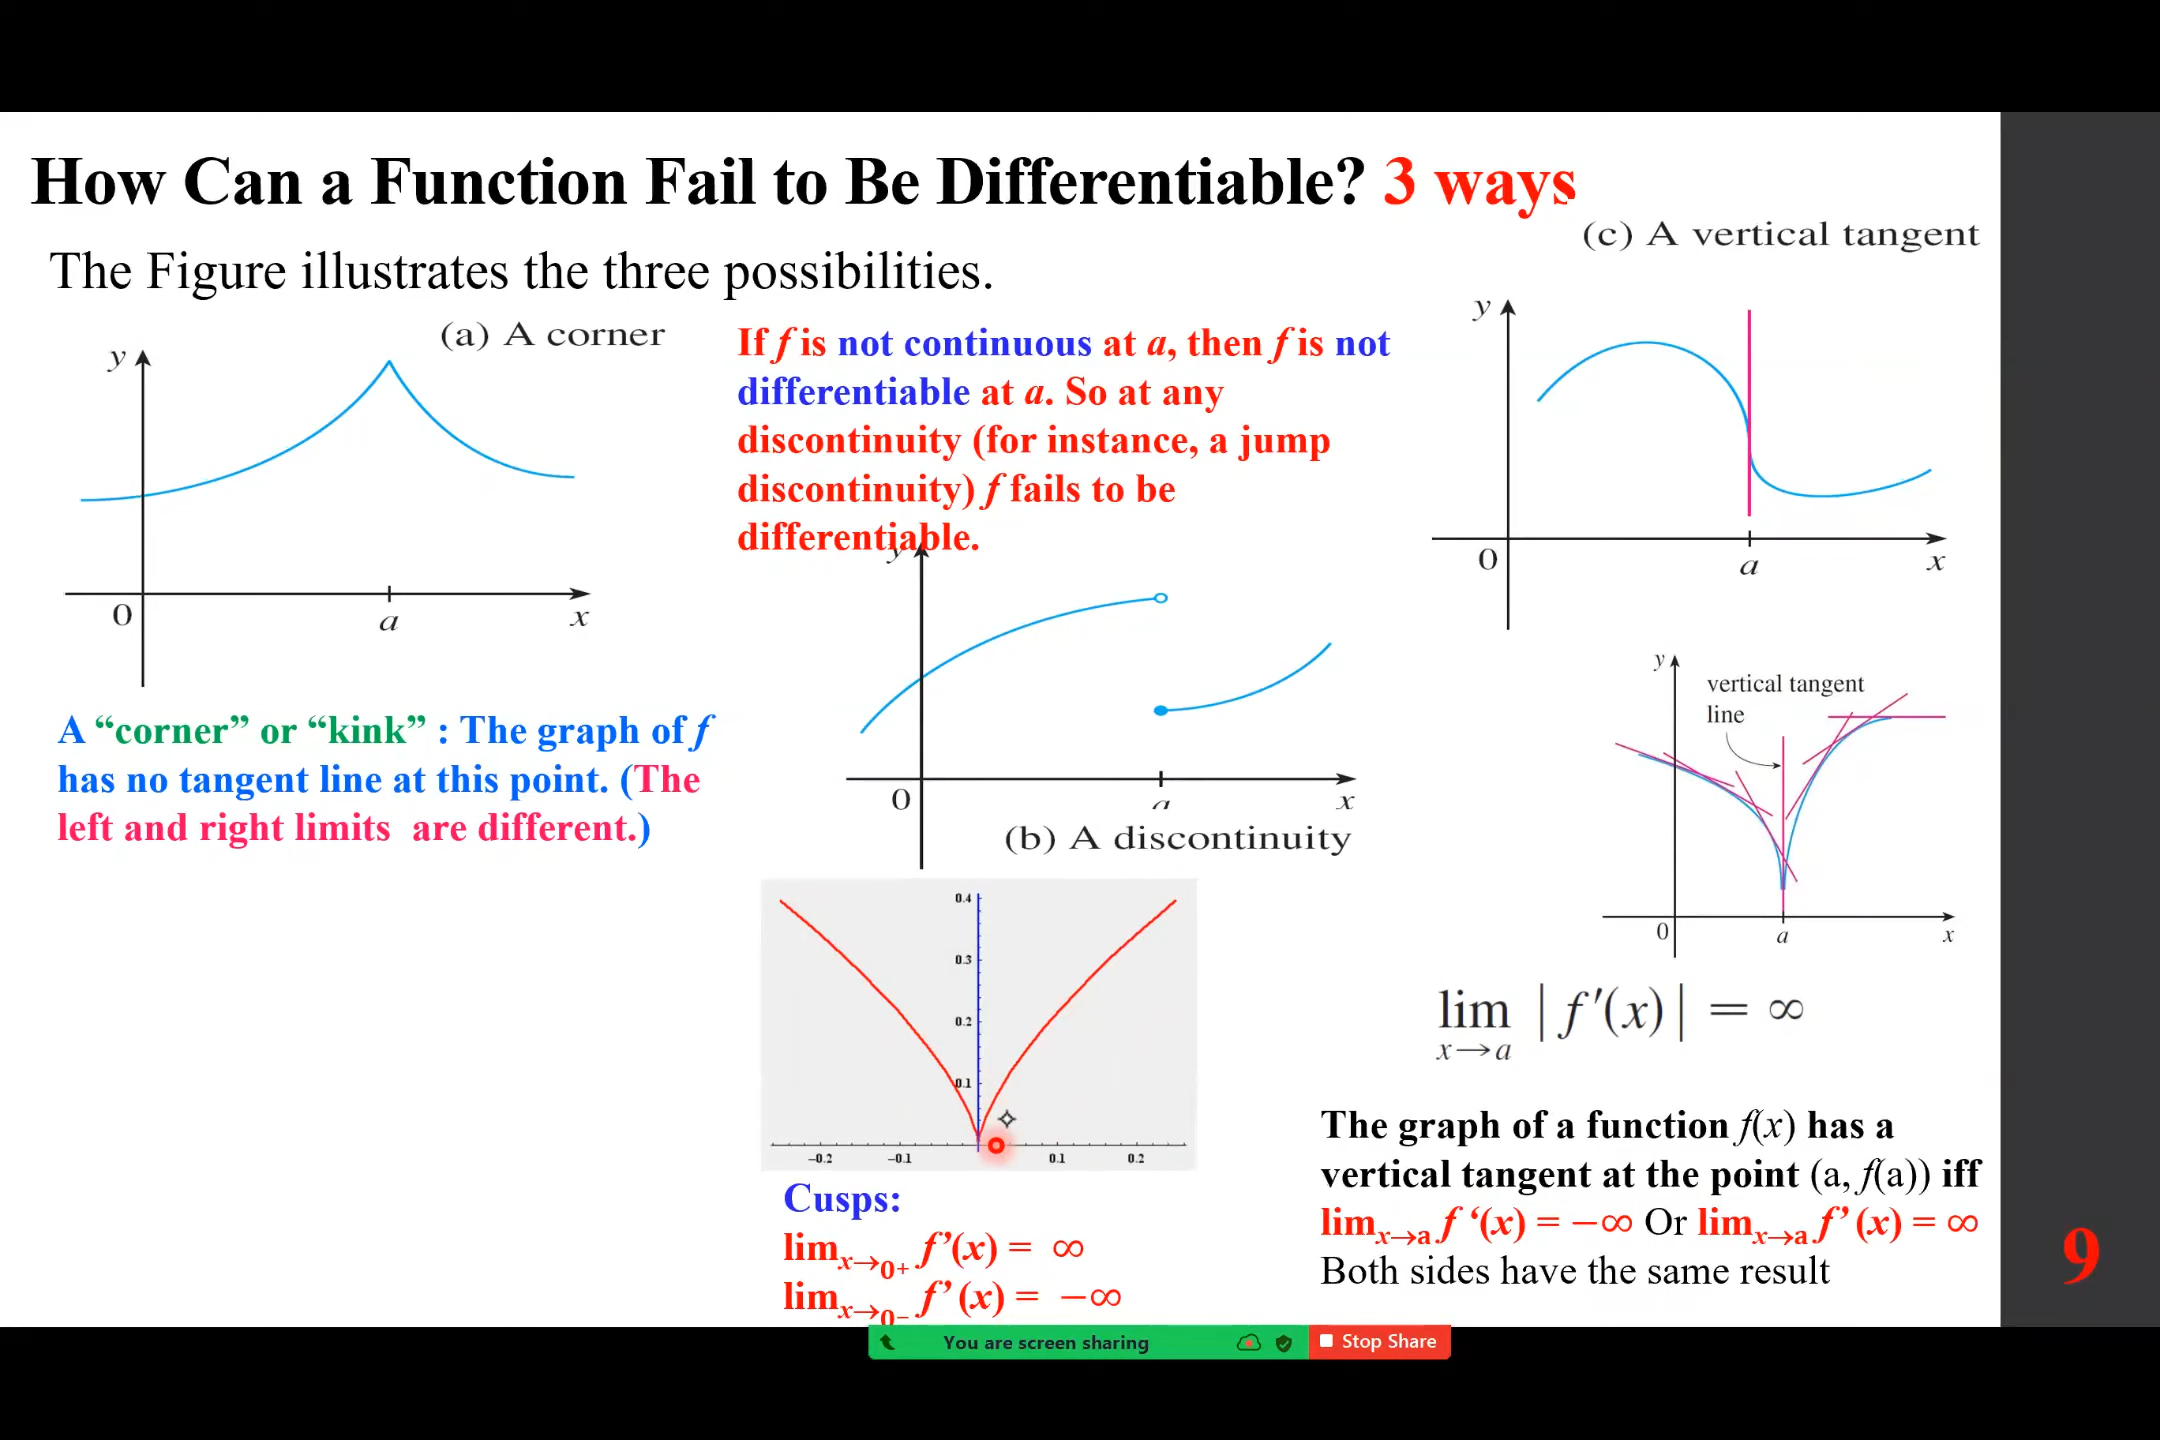 How Can a Function Fail to Be Differentiable? 3 ways
The Figure illustrates the three possibilities.
(a) A corner
y
0
a
x
A “corner” or “kink” : The graph of f
has no tangent line at this point. (The
left and right limits are different.)
If f is not continuous at a, then f is not
differentiable at a. So at any
discontinuity (for instance, a jump
discontinuity) f fails to be
differentiable.
y
0
a
x
(b) A discontinuity
0.4
0.3
0.2
0.1
−0.2
−0.1
0.1
0.2
Cusps:
lim x→0+ f’(x) = ∞
lim x→0− f’ (x) = −∞
(c) A vertical tangent
y
0
a
x
y
vertical tangent
line
0
a
x
lim x→a |f′(x)| = ∞
The graph of a function f(x) has a
vertical tangent at the point (a, f(a)) iff
lim x→a f ‘(x) = −∞ Or lim x→a f’ (x) = ∞
Both sides have the same result
9
You are screen sharing
Stop Share